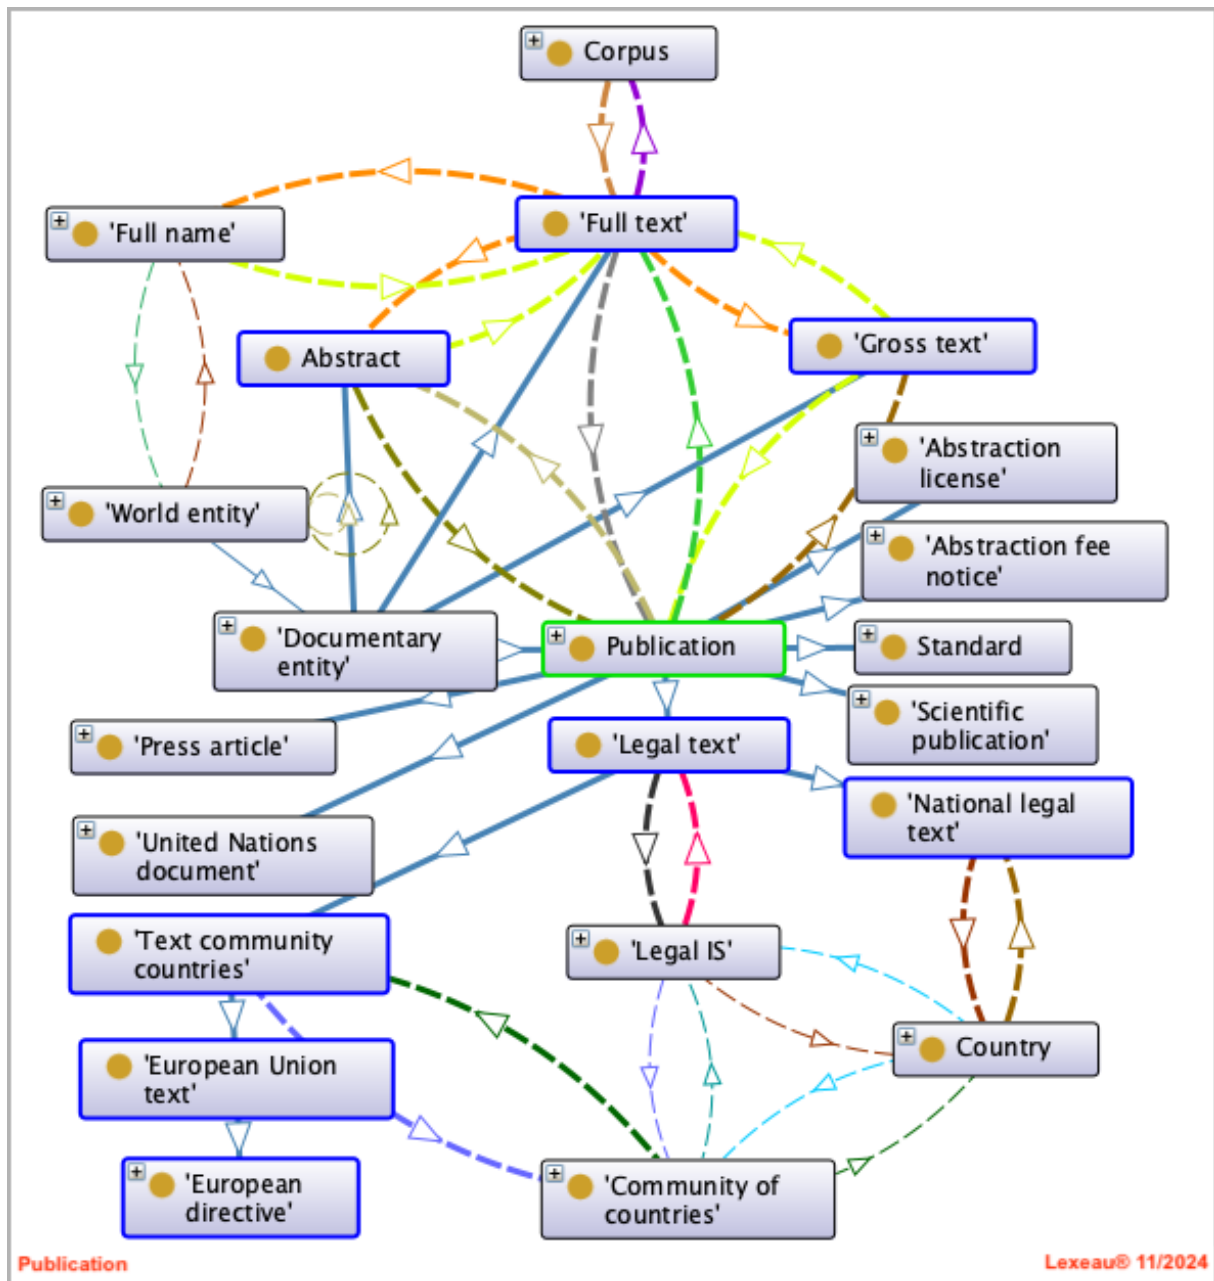 Corpus
'Full name'
'Full text'
Abstract
'Gross text'
'Abstraction
license'
'World entity'
'Abstraction fee
notice'
'Documentary
entity'
Publication
Standard
'Scientific
publication'
'Press article'
'Legal text'
'National legal
text'
'United Nations
document'
'Text community
countries'
'Legal IS'
Country
'European Union
text'
'European
directive'
'Community of
countries'
Publication
Lexeau® 11/2024